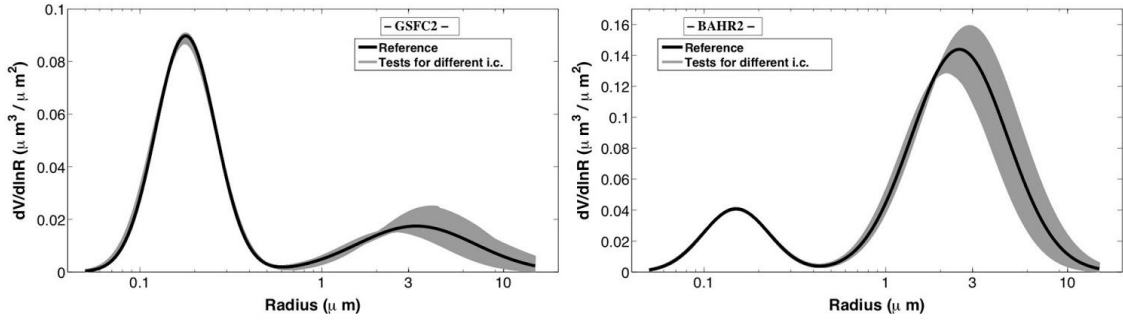 0.1
0.08
0.06
0.04
0.02
0
dV/dlnR (μ m³ / μ m²)
– GSFC2 –
Reference
Tests for different i.c.
0.1 1 3 10
Radius (μ m)
0.16
0.14
0.12
0.10
0.08
0.06
0.04
0.02
0
dV/dlnR (μ m³ / μ m²)
– BAHR2 –
Reference
Tests for different i.c.
0.1 1 3 10
Radius (μ m)